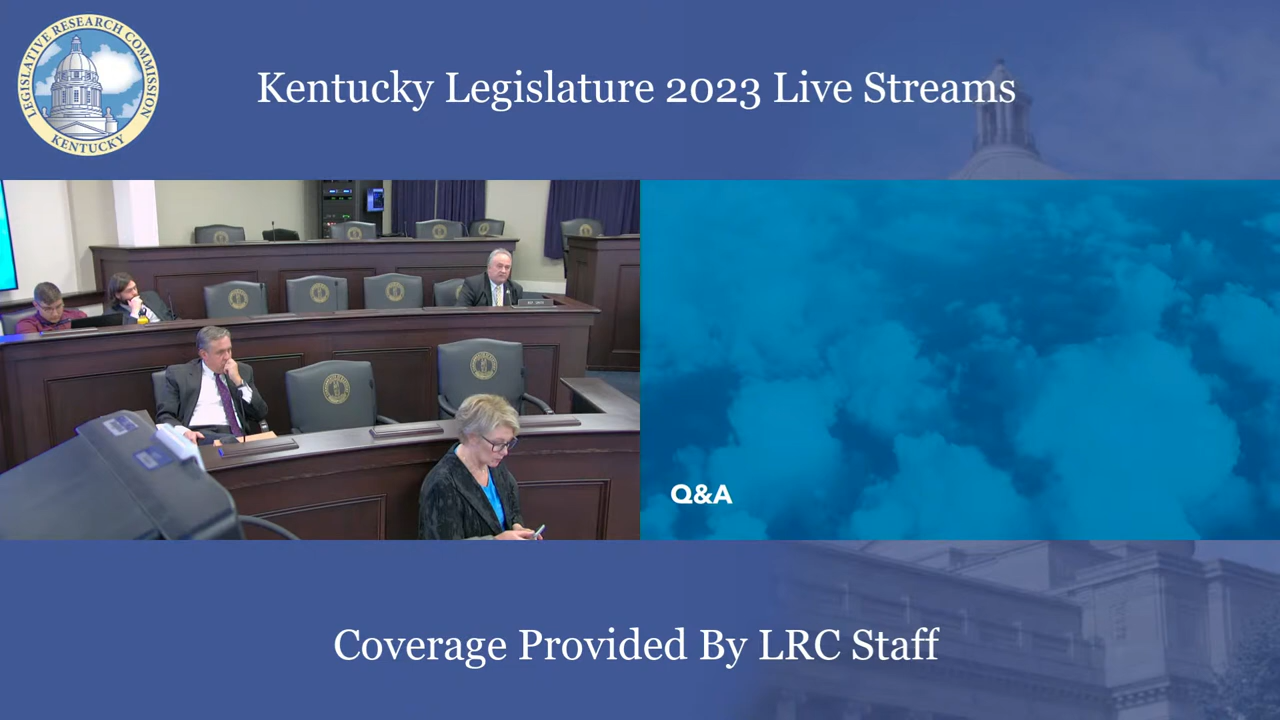 LEGISLATIVE RESEARCH COMMISSION
KENTUCKY
Kentucky Legislature 2023 Live Streams
Q&A
Coverage Provided By LRC Staff